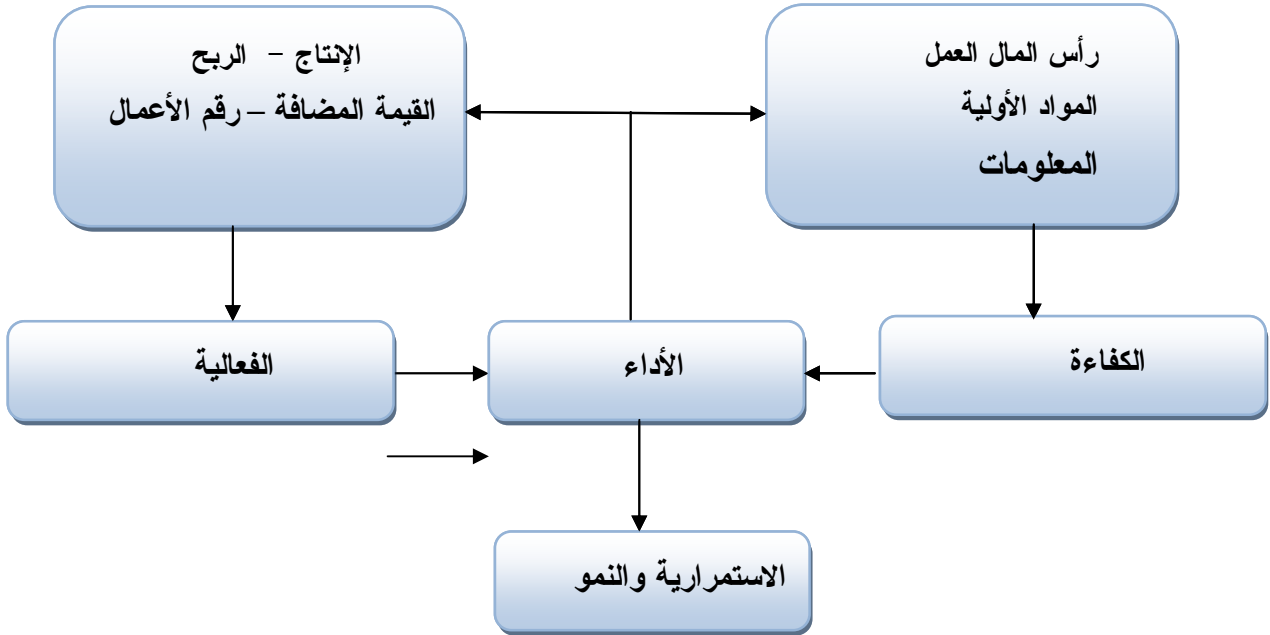 رأس المال العمل
المواد الأولية
المعلومات
الإنتاج – الربح
القيمة المضافة – رقم الأعمال
الكفاءة
الأداء
الفعالية
الاستمرارية والنمو